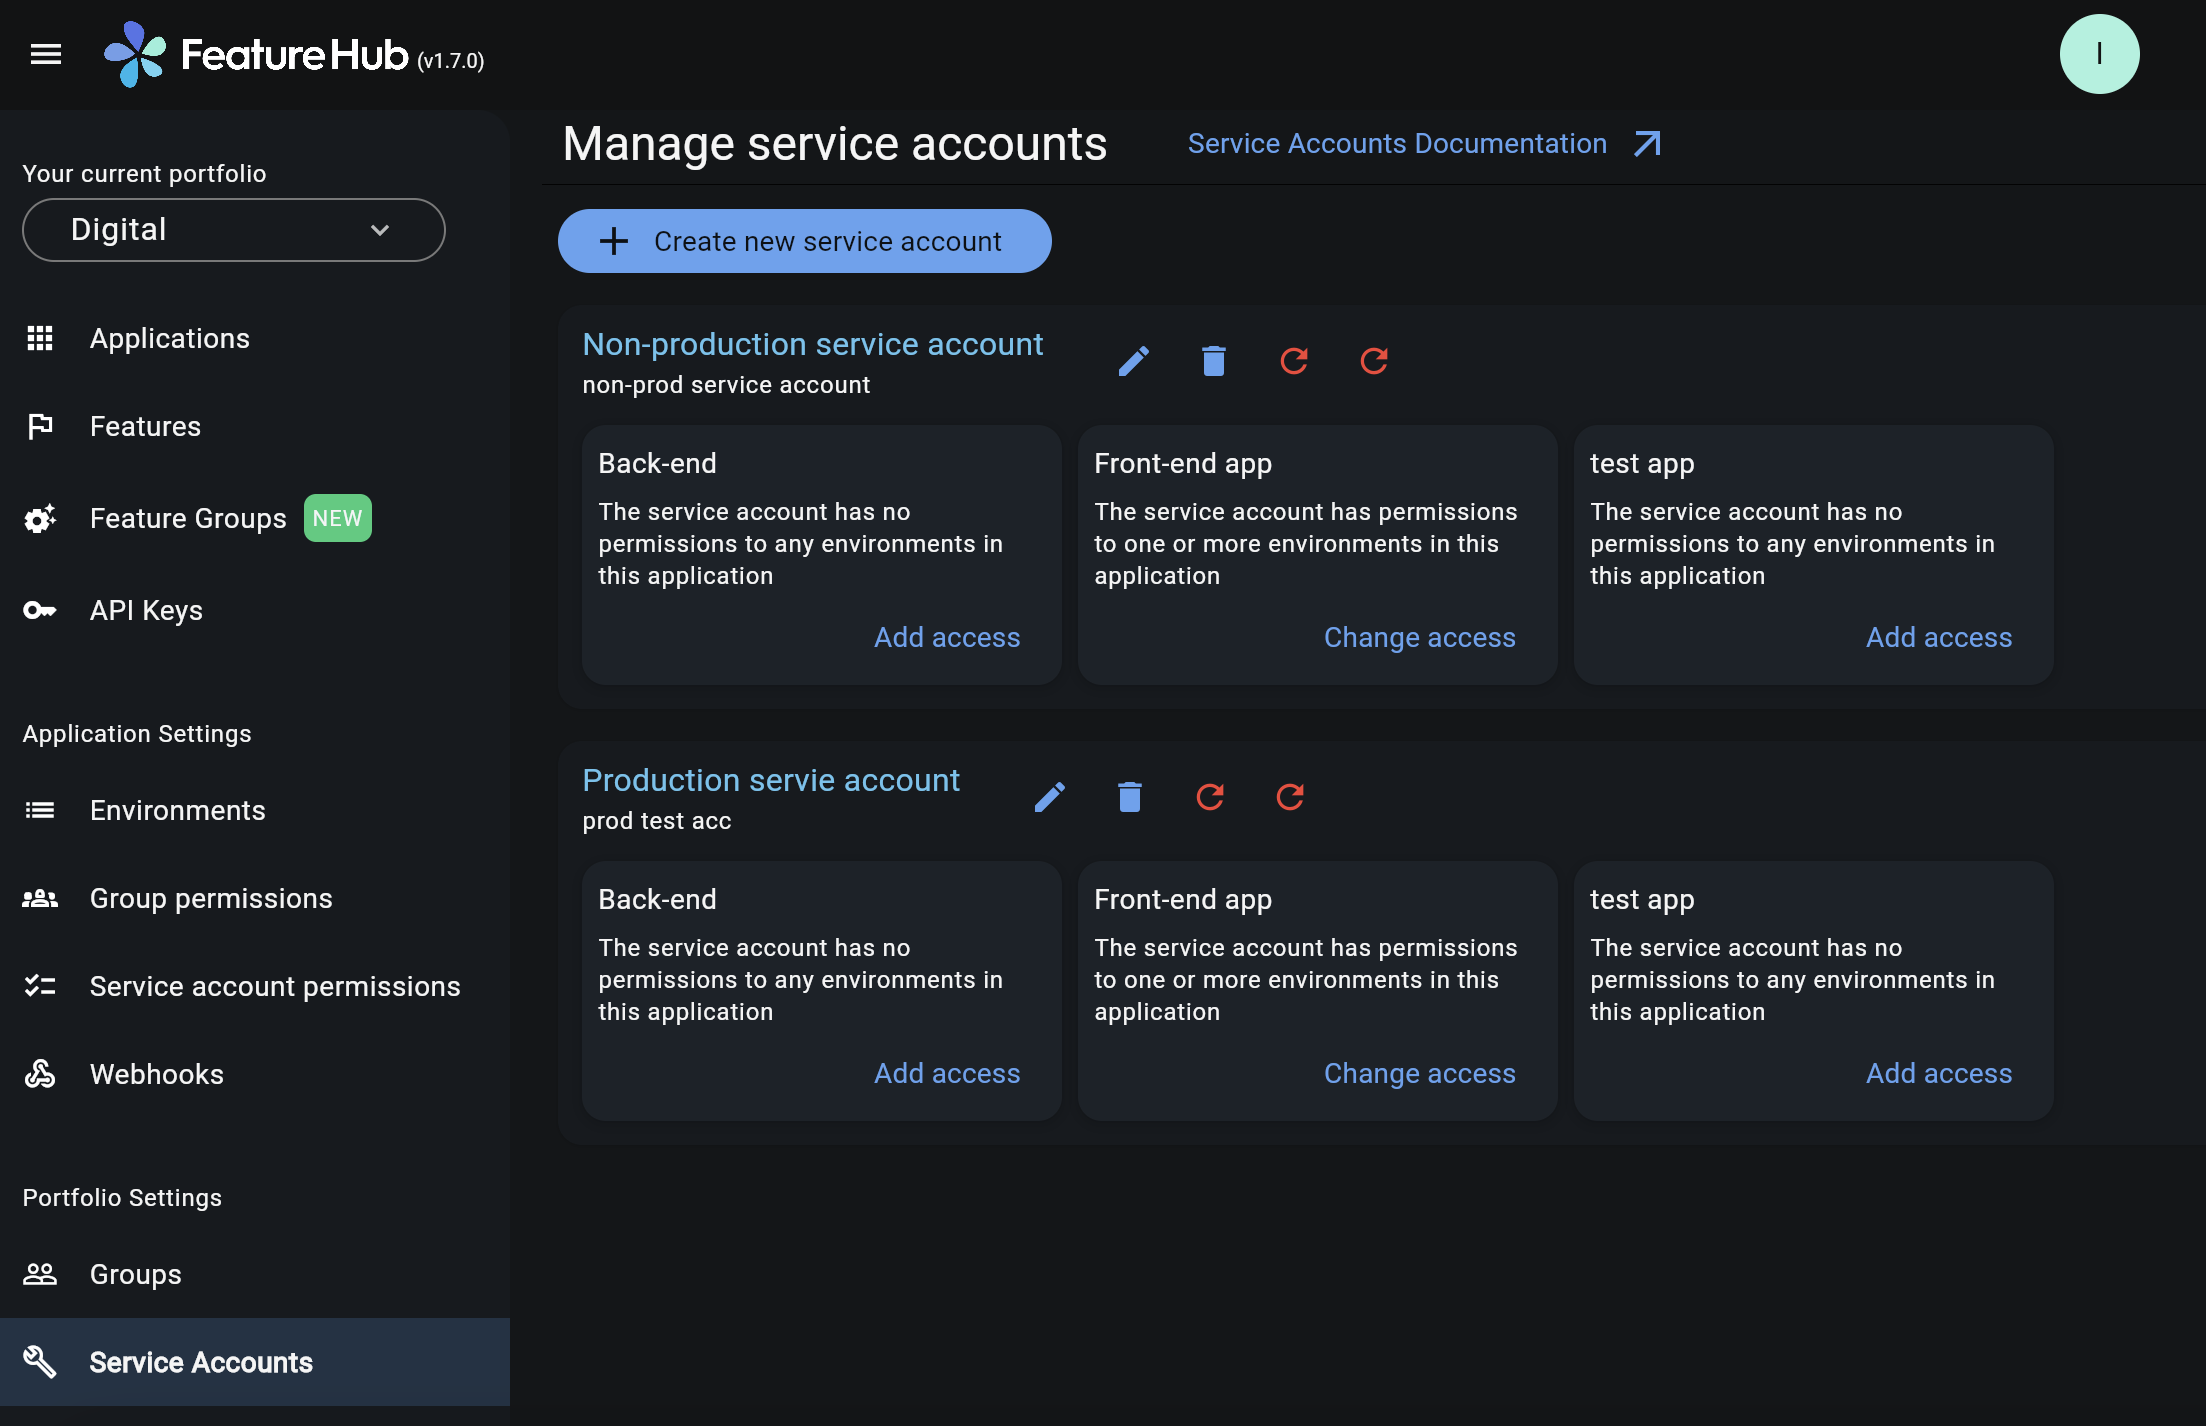 FeatureHub (v1.7.0)
I
Your current portfolio
Digital
Applications
Features
Feature Groups NEW
API Keys
Application Settings
Environments
Group permissions
Service account permissions
Webhooks
Portfolio Settings
Groups
Service Accounts
Manage service accounts
Service Accounts Documentation
Create new service account
Non-production service account
non-prod service account
Back-end
The service account has no
permissions to any environments in
this application
Add access
Front-end app
The service account has permissions
to one or more environments in this
application
Change access
test app
The service account has no
permissions to any environments in
this application
Add access
Production servie account
prod test acc
Back-end
The service account has no
permissions to any environments in
this application
Add access
Front-end app
The service account has permissions
to one or more environments in this
application
Change access
test app
The service account has no
permissions to any environments in
this application
Add access